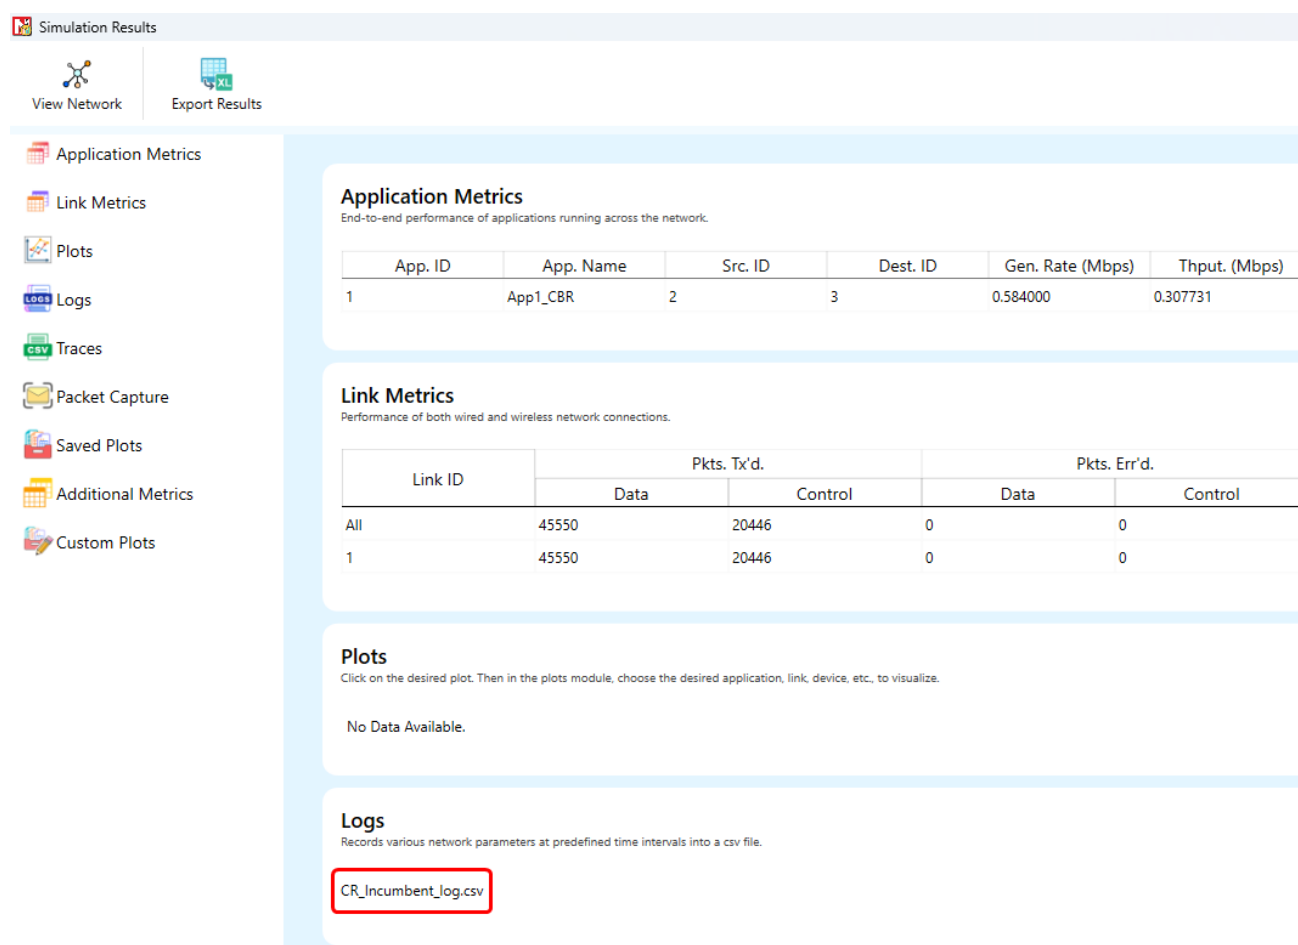 Simulation Results
View Network
Export Results
Application Metrics
Link Metrics
Plots
LOGS Logs
CSV Traces
Packet Capture
Saved Plots
Additional Metrics
Custom Plots
Application Metrics
End-to-end performance of applications running across the network.
App. ID App. Name Src. ID Dest. ID Gen. Rate (Mbps) Thput. (Mbps)
1 App1_CBR 2 3 0.584000 0.307731
Link Metrics
Performance of both wired and wireless network connections.
Link ID Pkts. Tx'd. Pkts. Err'd.
Data Control Data Control
All 45550 20446 0 0
1 45550 20446 0 0
Plots
Click on the desired plot. Then in the plots module, choose the desired application, link, device, etc., to visualize.
No Data Available.
Logs
Records various network parameters at predefined time intervals into a csv file.
CR_Incumbent_log.csv